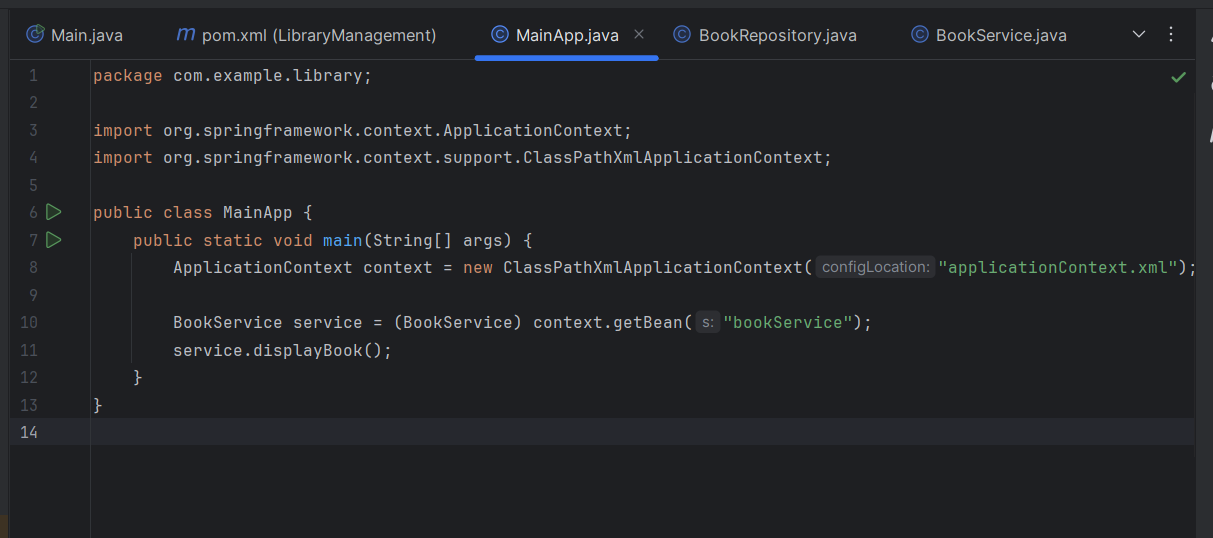 Main.java pom.xml (LibraryManagement) MainApp.java BookRepository.java BookService.java
1 package com.example.library;
2
3 import org.springframework.context.ApplicationContext;
4 import org.springframework.context.support.ClassPathXmlApplicationContext;
5
6 public class MainApp {
7 public static void main(String[] args) {
8 ApplicationContext context = new ClassPathXmlApplicationContext( configLocation: "applicationContext.xml");
9
10 BookService service = (BookService) context.getBean( s: "bookService");
11 service.displayBook();
12 }
13 }
14